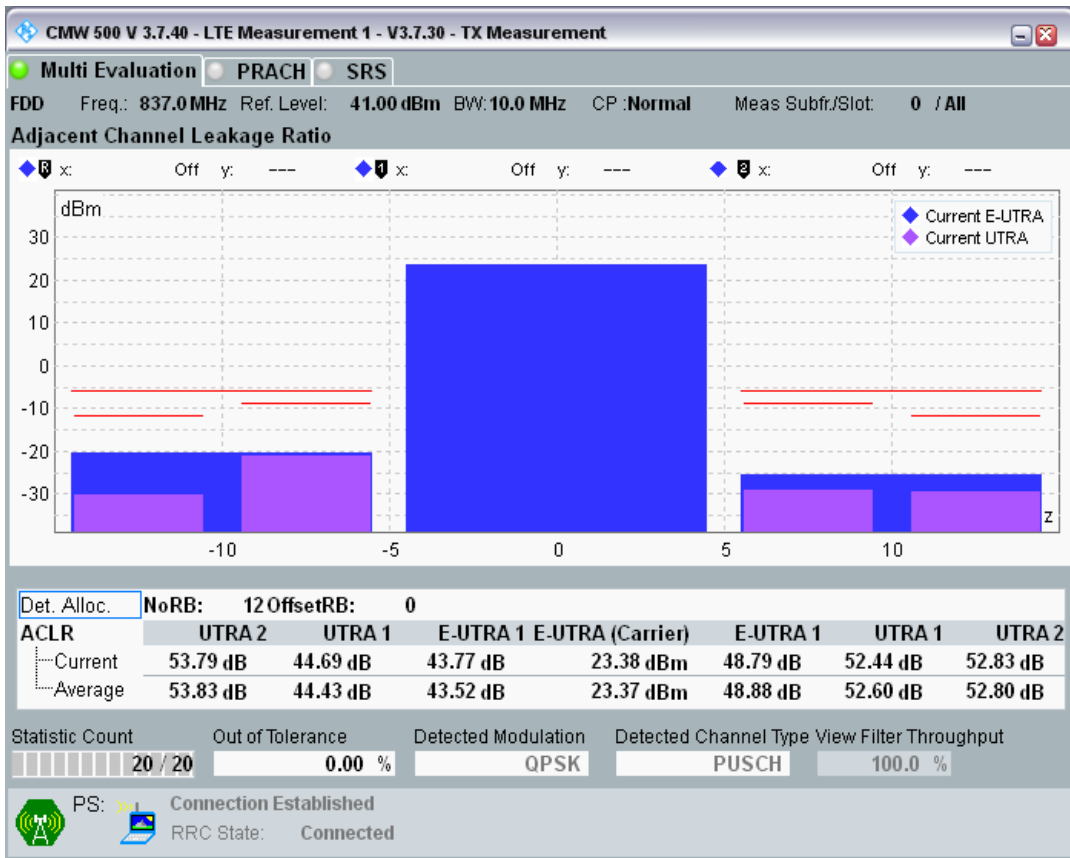 CMW 500 V 3.7.40 - LTE Measurement 1 - V3.7.30 - TX Measurement
Multi Evaluation PRACH SRS
FDD Freq.: 837.0 MHz Ref. Level: 41.00 dBm BW: 10.0 MHz CP :Normal Meas Subfr./Slot: 0 / All
Adjacent Channel Leakage Ratio
R x: Off y: --- 1 x: Off y: --- 2 x: Off y: ---
dBm
Current E-UTRA
Current UTRA
30
20
10
0
-10
-20
-30
z
-10 -5 0 5 10
Det. Alloc. NoRB: 12 OffsetRB: 0
ACLR UTRA 2 UTRA 1 E-UTRA 1 E-UTRA (Carrier) E-UTRA 1 UTRA 1 UTRA 2
Current 53.79 dB 44.69 dB 43.77 dB 23.38 dBm 48.79 dB 52.44 dB 52.83 dB
Average 53.83 dB 44.43 dB 43.52 dB 23.37 dBm 48.88 dB 52.60 dB 52.80 dB
Statistic Count Out of Tolerance Detected Modulation Detected Channel Type View Filter Throughput
20 / 20 0.00 % QPSK PUSCH 100.0 %
PS: Connection Established
RRC State: Connected